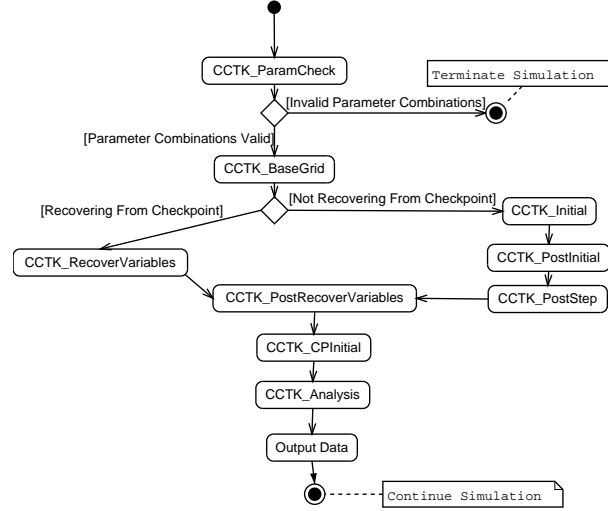 CCTK_ParamCheck
Terminate Simulation
[Invalid Parameter Combinations]
[Parameter Combinations Valid]
CCTK_BaseGrid
[Recovering From Checkpoint]
[Not Recovering From Checkpoint]
CCTK_Initial
CCTK_RecoverVariables
CCTK_PostInitial
CCTK_PostRecoverVariables
CCTK_PostStep
CCTK_CPInitial
CCTK_Analysis
Output Data
Continue Simulation